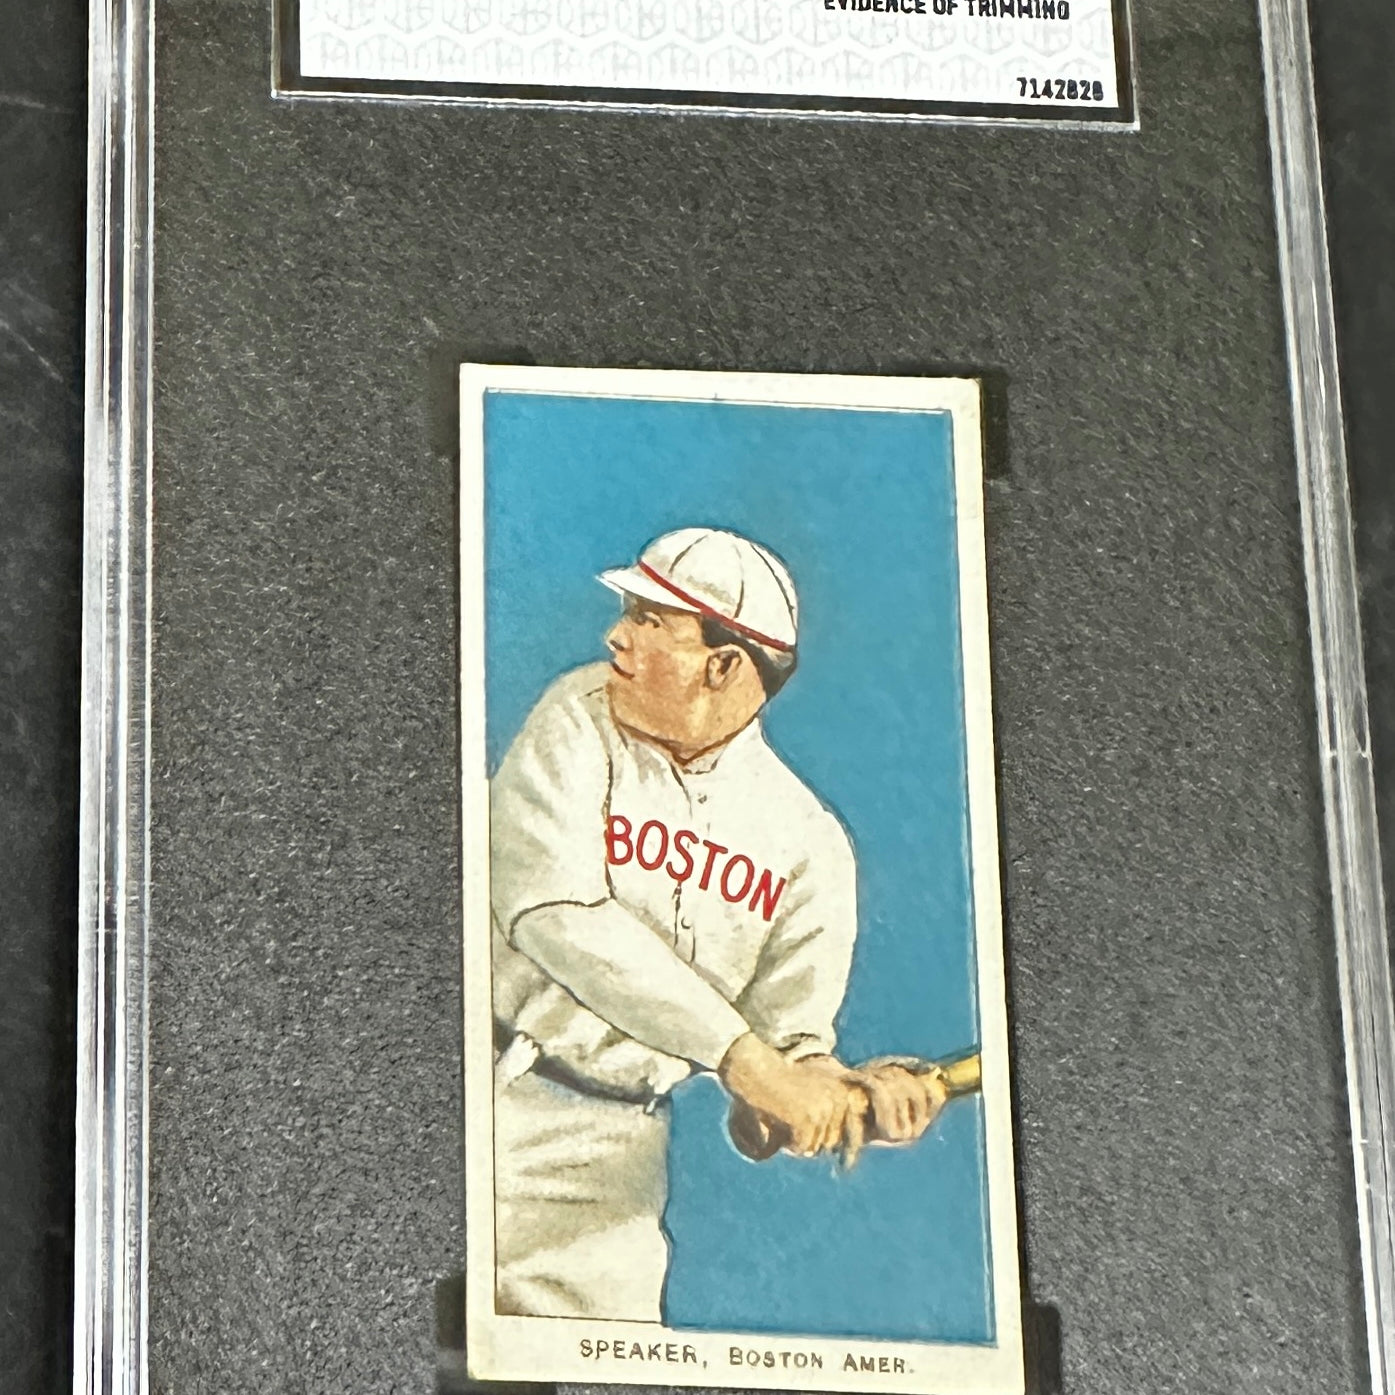 EVIDENCE OF TRIMMING
7142828
BOSTON
SPEAKER, BOSTON AMER.